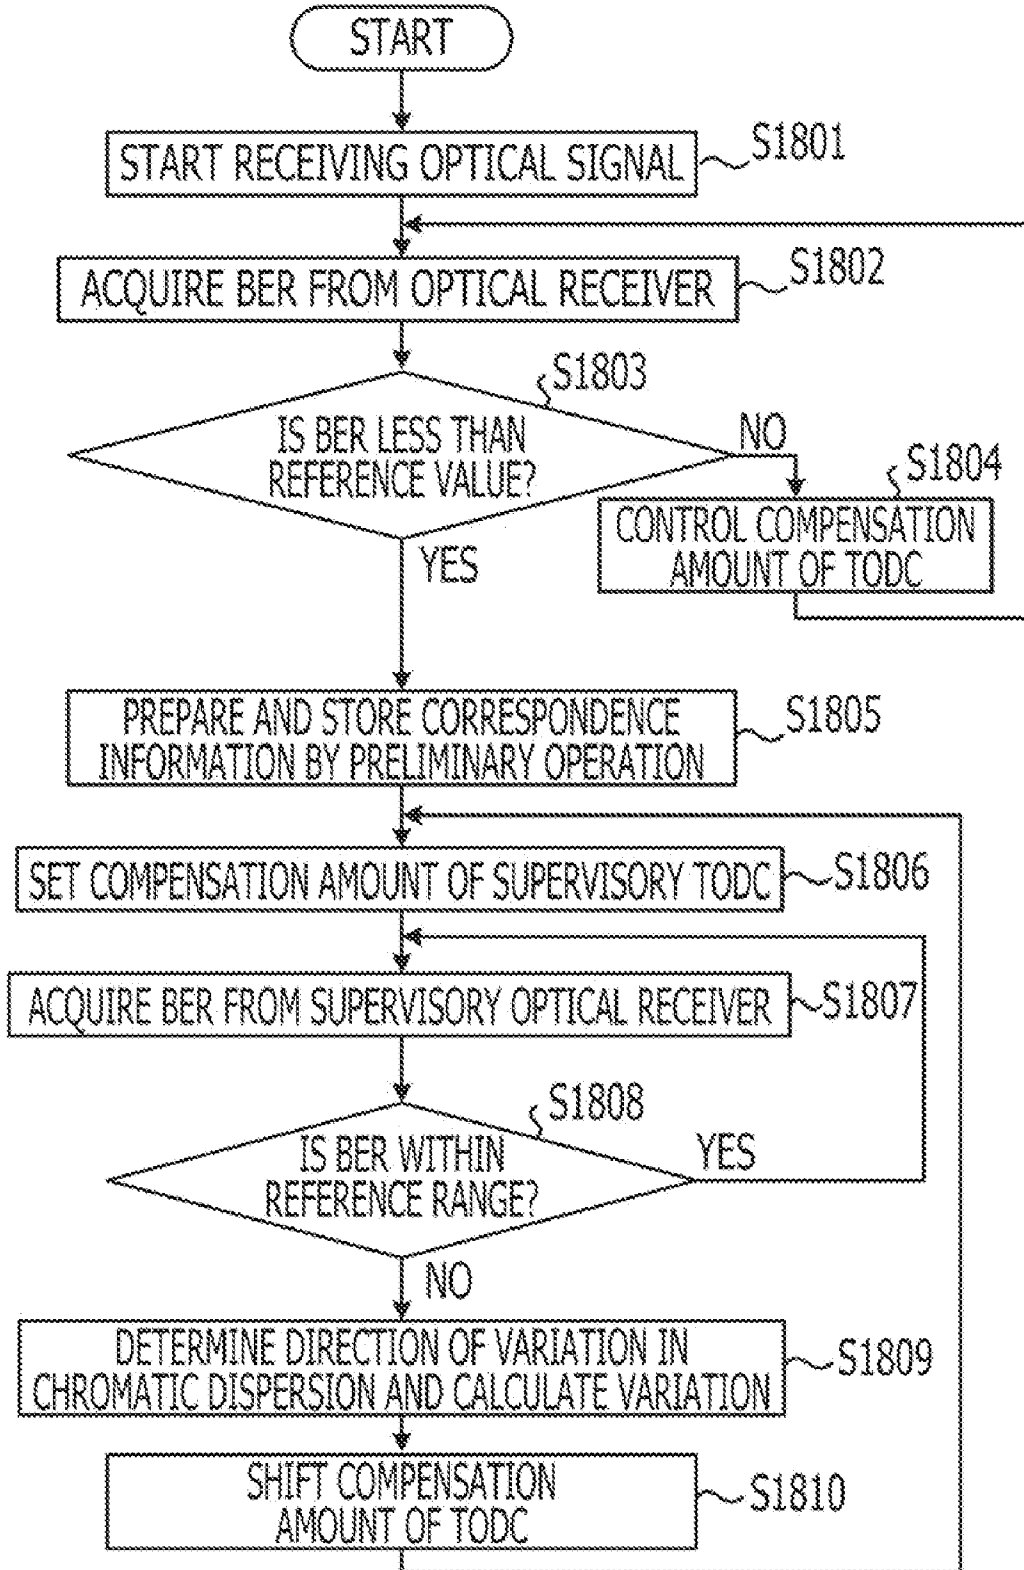 START
START RECEIVING OPTICAL SIGNAL
S1801
ACQUIRE BER FROM OPTICAL RECEIVER
S1802
S1803
IS BER LESS THAN
REFERENCE VALUE?
NO
YES
S1804
CONTROL COMPENSATION
AMOUNT OF TODC
PREPARE AND STORE CORRESPONDENCE
INFORMATION BY PRELIMINARY OPERATION
S1805
SET COMPENSATION AMOUNT OF SUPERVISORY TODC
S1806
ACQUIRE BER FROM SUPERVISORY OPTICAL RECEIVER
S1807
S1808
IS BER WITHIN
REFERENCE RANGE?
YES
NO
DETERMINE DIRECTION OF VARIATION IN
CHROMATIC DISPERSION AND CALCULATE VARIATION
S1809
SHIFT COMPENSATION
AMOUNT OF TODC
S1810